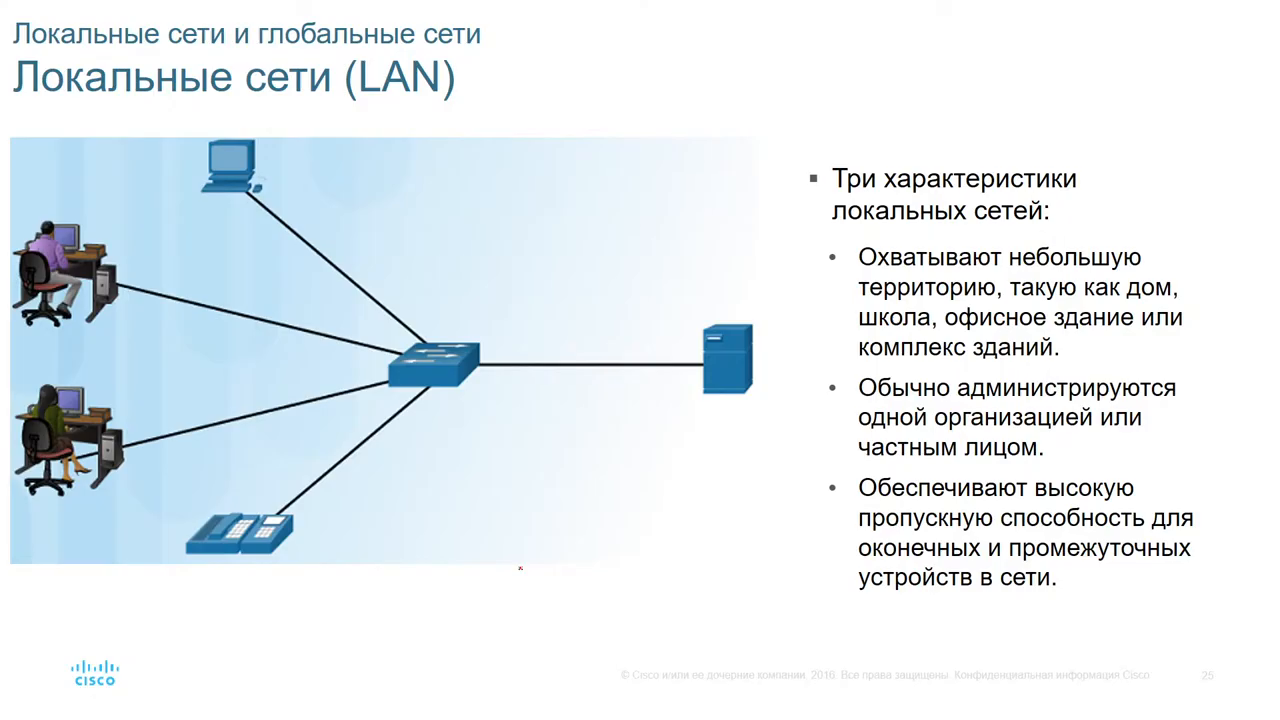 Локальные сети и глобальные сети
Локальные сети (LAN)
▪ Три характеристики
локальных сетей:
• Охватывают небольшую
территорию, такую как дом,
школа, офисное здание или
комплекс зданий.
• Обычно администрируются
одной организацией или
частным лицом.
• Обеспечивают высокую
пропускную способность для
оконечных и промежуточных
устройств в сети.
CISCO
© Cisco и/или ее дочерние компании, 2016. Все права защищены. Конфиденциальная информация Cisco
25